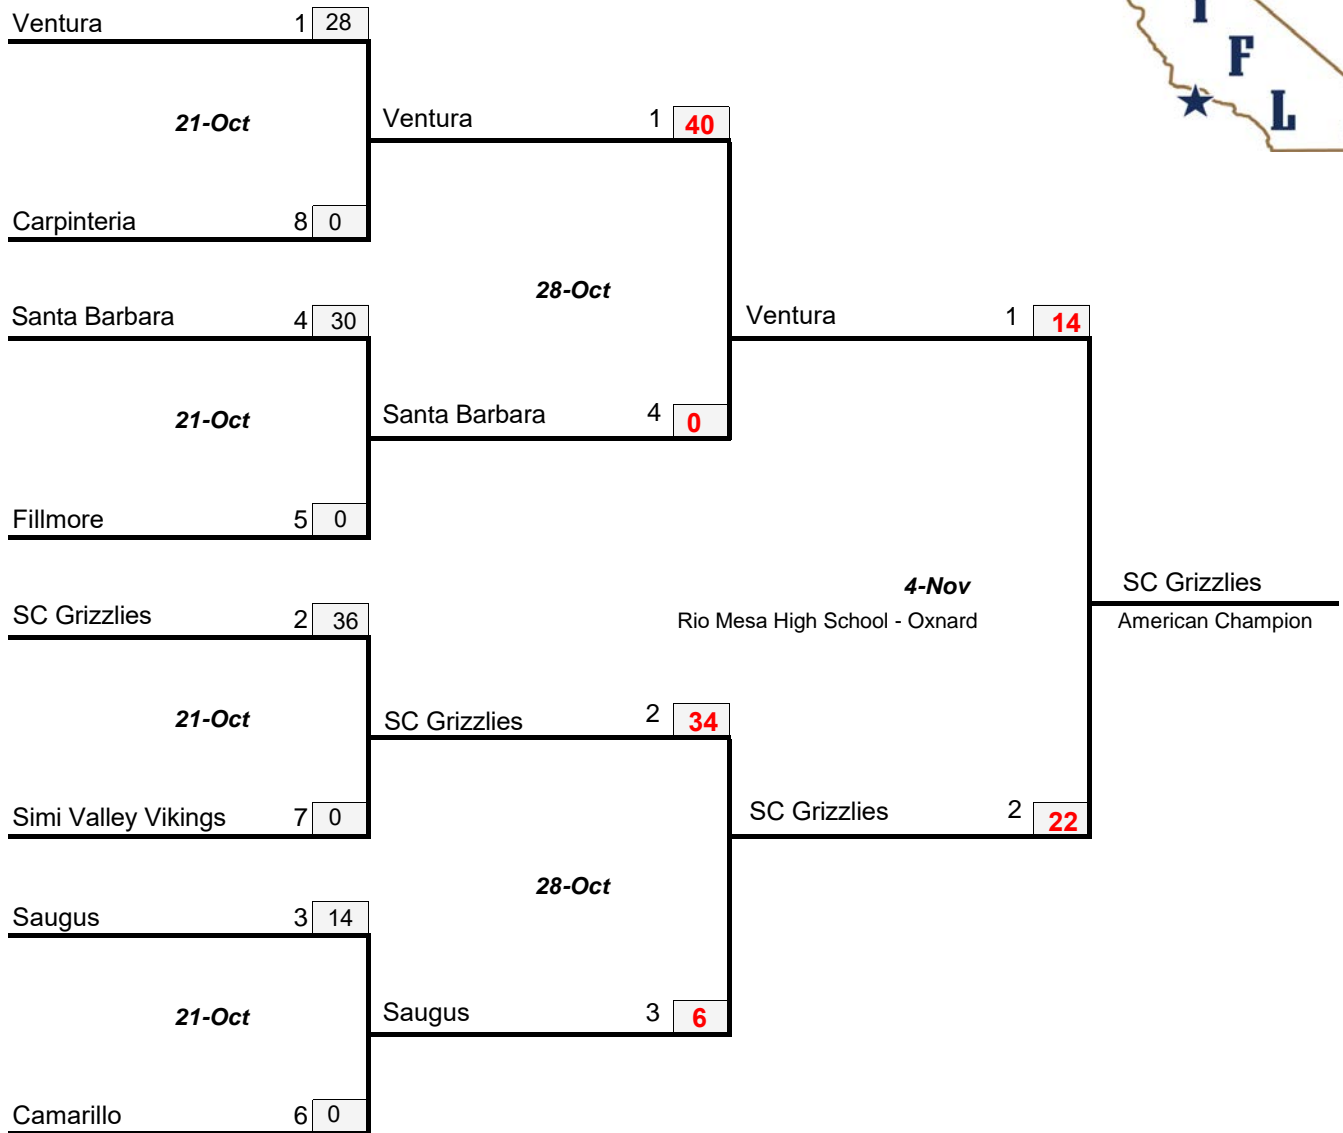 Ventura 1 28
I
F
L
21-Oct
Ventura 1 40
Carpinteria 8 0
28-Oct
Santa Barbara 4 30
Ventura 1 14
21-Oct
Santa Barbara 4 0
Fillmore 5 0
4-Nov
SC Grizzlies
SC Grizzlies 2 36
Rio Mesa High School - Oxnard
American Champion
21-Oct
SC Grizzlies 2 34
Simi Valley Vikings 7 0
SC Grizzlies 2 22
28-Oct
Saugus 3 14
21-Oct
Saugus 3 6
Camarillo 6 0